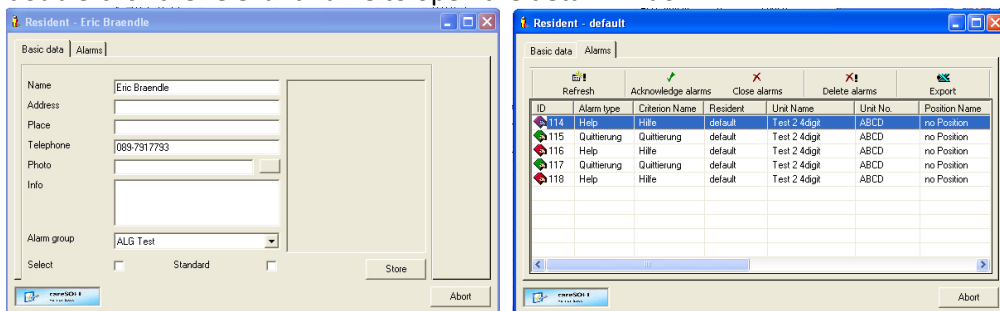 Resident - Eric Braendle
Basic data Alarms
Name Eric Braendle
Address
Place
Telephone 089-7917793
Photo
Info
Alarm group ALG Test
Select Standard
Store
Abort
Resident - default
Basic data Alarms
Refresh Acknowledge alarms Close alarms Delete alarms Export
ID Alarm type Criterion Name Resident Unit Name Unit No. Position Name
114 Help Hilfe default Test 2 4digit ABCD no Position
115 Quittierung Quittierung default Test 2 4digit ABCD no Position
116 Help Hilfe default Test 2 4digit ABCD no Position
117 Quittierung Quittierung default Test 2 4digit ABCD no Position
118 Help Hilfe default Test 2 4digit ABCD no Position
Abort